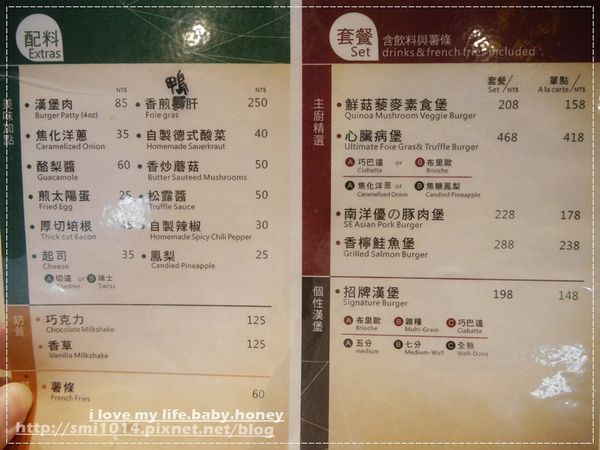 配料
Extras
美味加點
NT$
漢堡肉 85
Burger Patty (4oz)
焦化洋蔥 35
Caramelized Onion
酪梨醬 60
Guacamole
煎太陽蛋 25
Fried Egg
厚切培根 45
Thick cut Bacon
起司 35
Cheese
A 切達 or B 瑞士
Chedder Swiss
鴨
NT$
香煎肝 250
Foie gras
自製德式酸菜 40
Homemade Sauerkraut
香炒蘑菇 50
Butter Sauteed Mushrooms
松露醬 50
Truffle Sauce
自製辣椒 30
Homemade Spicy Chili Pepper
鳳梨 25
Candied Pineapple
奶昔
巧克力 125
Chocolate Milkshake
香草 125
Vanilla Milkshake
薯條 60
French Fries
套餐
Set
含飲料與薯條
drinks & french fries included
套餐/ 單點/
Set/ NT$ A la carte/ NT$
主廚精選
鮮菇藜麥素食堡 208 158
Quinoa Mushroom Veggie Burger
心臟病堡 468 418
Ultimate Foie Gras& Truffle Burger
A 巧巴達 or B 布里歐
Ciabatta Brioche
A 焦化洋蔥 or B 焦糖鳳梨
Caramelized Onion Candied Pineapple
南洋優の豚肉堡 228 178
SE Asian Pork Burger
香檸鮭魚堡 288 238
Grilled Salmon Burger
個性漢堡
招牌漢堡 198 148
Signature Burger
A 布里歐 B 雜糧 C 巧巴達
Brioche Multi-Grain Ciabatta
A 五分 B 七分 C 全熟
medium Medium-Well Well-Done
i love my life.baby.honey
http://smi1014.pixnet.net/blog